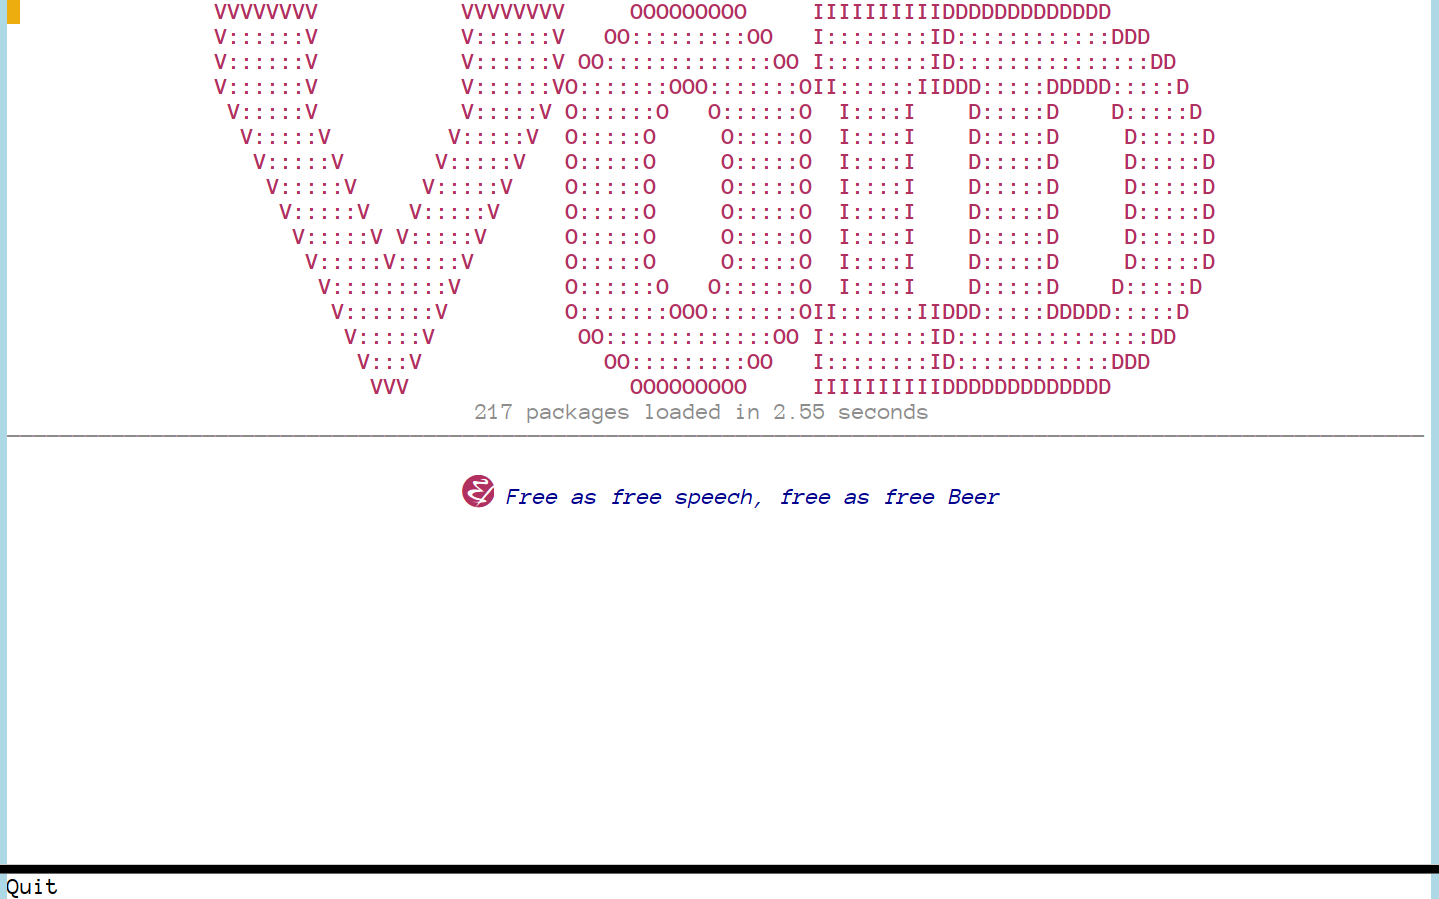 VVVVVVVV           VVVVVVVV     OOOOOOOOO     IIIIIIIIIIDDDDDDDDDDDDD
V::::::V           V::::::V   OO:::::::::OO   I::::::::ID::::::::::::DDD
V::::::V           V::::::V OO:::::::::::::OO I::::::::ID:::::::::::::::DD
V::::::V           V::::::VO:::::::OOO:::::::OII::::::IIDDD:::::DDDDD:::::D
 V:::::V           V:::::V O::::::O   O::::::O  I::::I    D:::::D    D:::::D
  V:::::V         V:::::V  O:::::O     O:::::O  I::::I    D:::::D     D:::::D
   V:::::V       V:::::V   O:::::O     O:::::O  I::::I    D:::::D     D:::::D
    V:::::V     V:::::V    O:::::O     O:::::O  I::::I    D:::::D     D:::::D
     V:::::V   V:::::V     O:::::O     O:::::O  I::::I    D:::::D     D:::::D
      V:::::V V:::::V      O:::::O     O:::::O  I::::I    D:::::D     D:::::D
       V:::::V:::::V       O:::::O     O:::::O  I::::I    D:::::D     D:::::D
        V:::::::::V        O::::::O   O::::::O  I::::I    D:::::D    D:::::D
         V:::::::V         O:::::::OOO:::::::OII::::::IIDDD:::::DDDDD:::::D
          V:::::V           OO:::::::::::::OO I::::::::ID:::::::::::::::DD
           V:::V              OO:::::::::OO   I::::::::ID::::::::::::DDD
            VVV                 OOOOOOOOO     IIIIIIIIIIDDDDDDDDDDDDD
217 packages loaded in 2.55 seconds
Free as free speech, free as free Beer
Quit